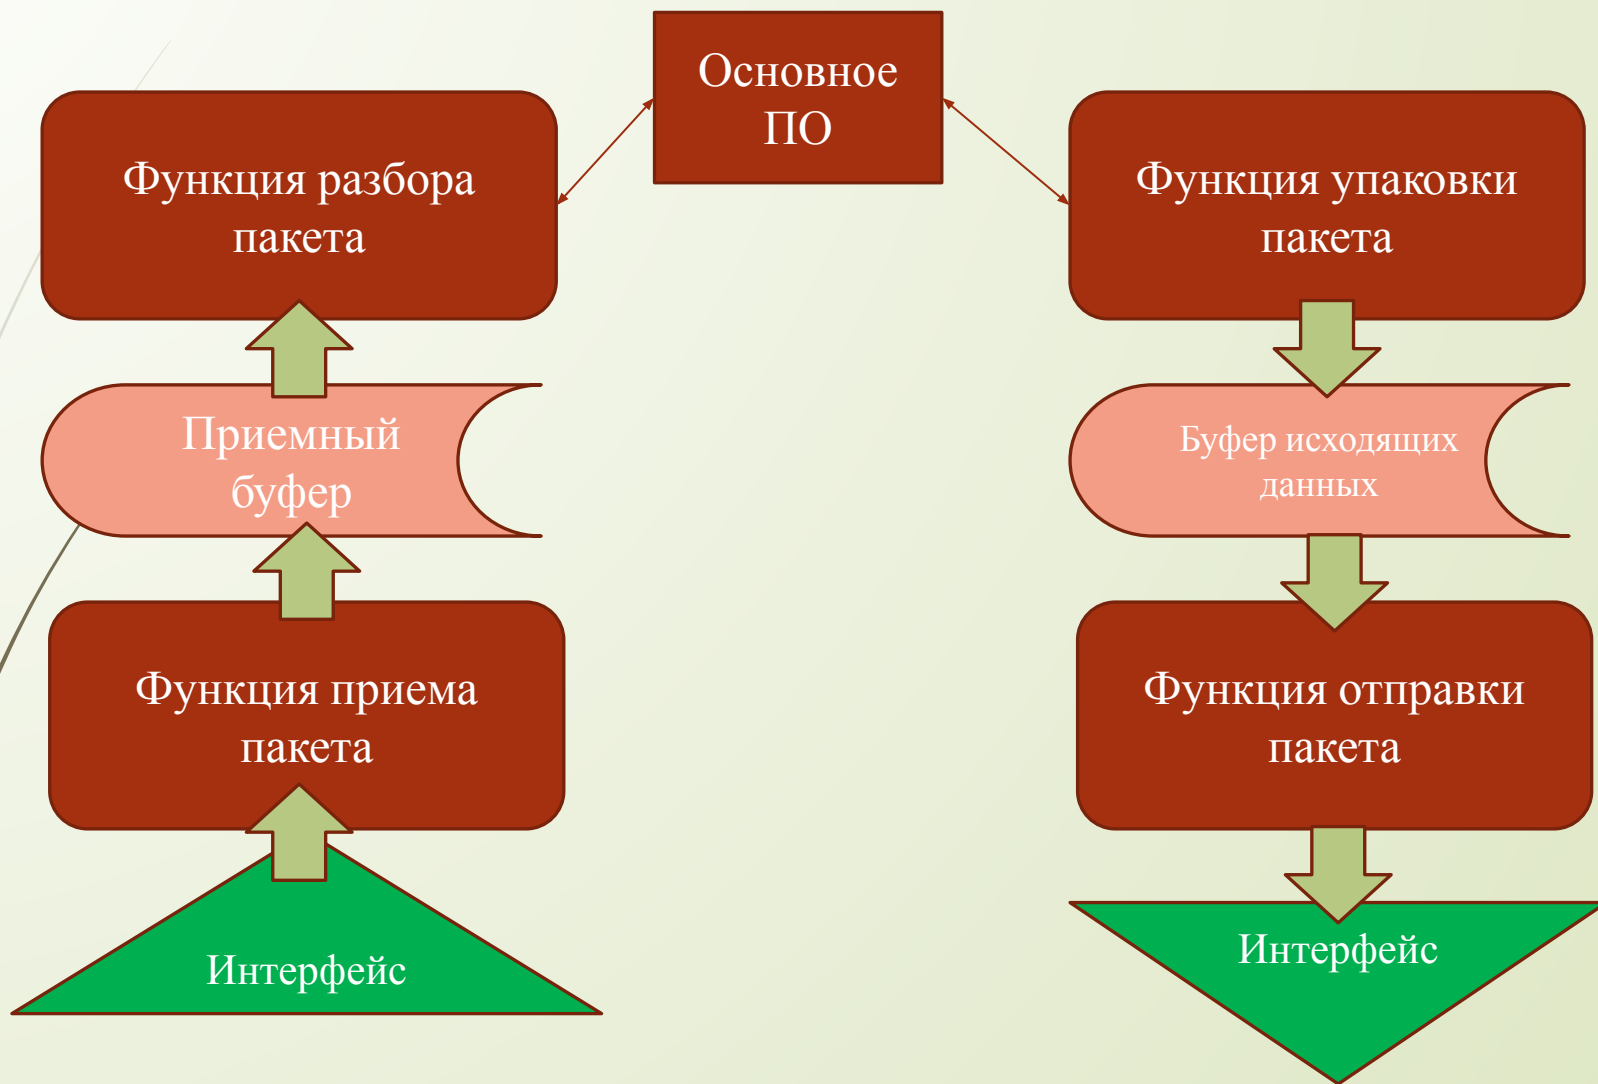 Основное
ПО
Функция разбора
пакета
Функция упаковки
пакета
Приемный
буфер
Буфер исходящих
данных
Функция приема
пакета
Функция отправки
пакета
Интерфейс
Интерфейс